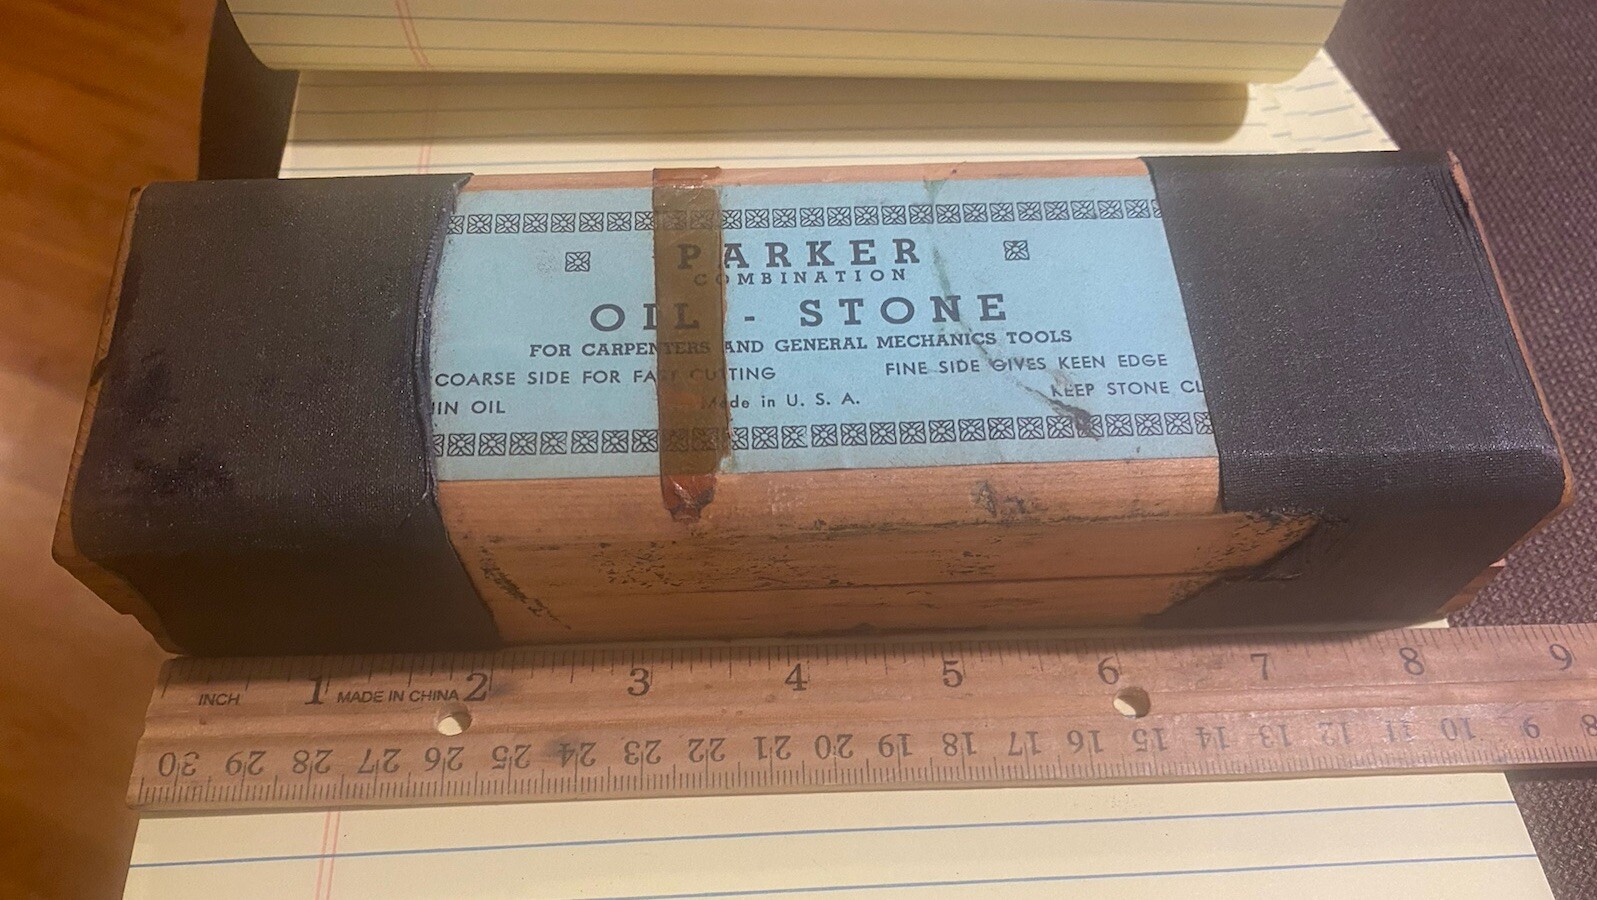 PARKER
COMBINATION
OIL - STONE
FOR CARPENTERS AND GENERAL MECHANICS TOOLS
COARSE SIDE FOR FAST CUTTING FINE SIDE GIVES KEEN EDGE
IN OIL Made in U. S. A. KEEP STONE CL
INCH 1 MADE IN CHINA 2 3 4 5 6 7 8 9
30 29 28 27 26 25 24 23 22 21 20 19 18 17 16 15 14 13 12 11 10 9 8